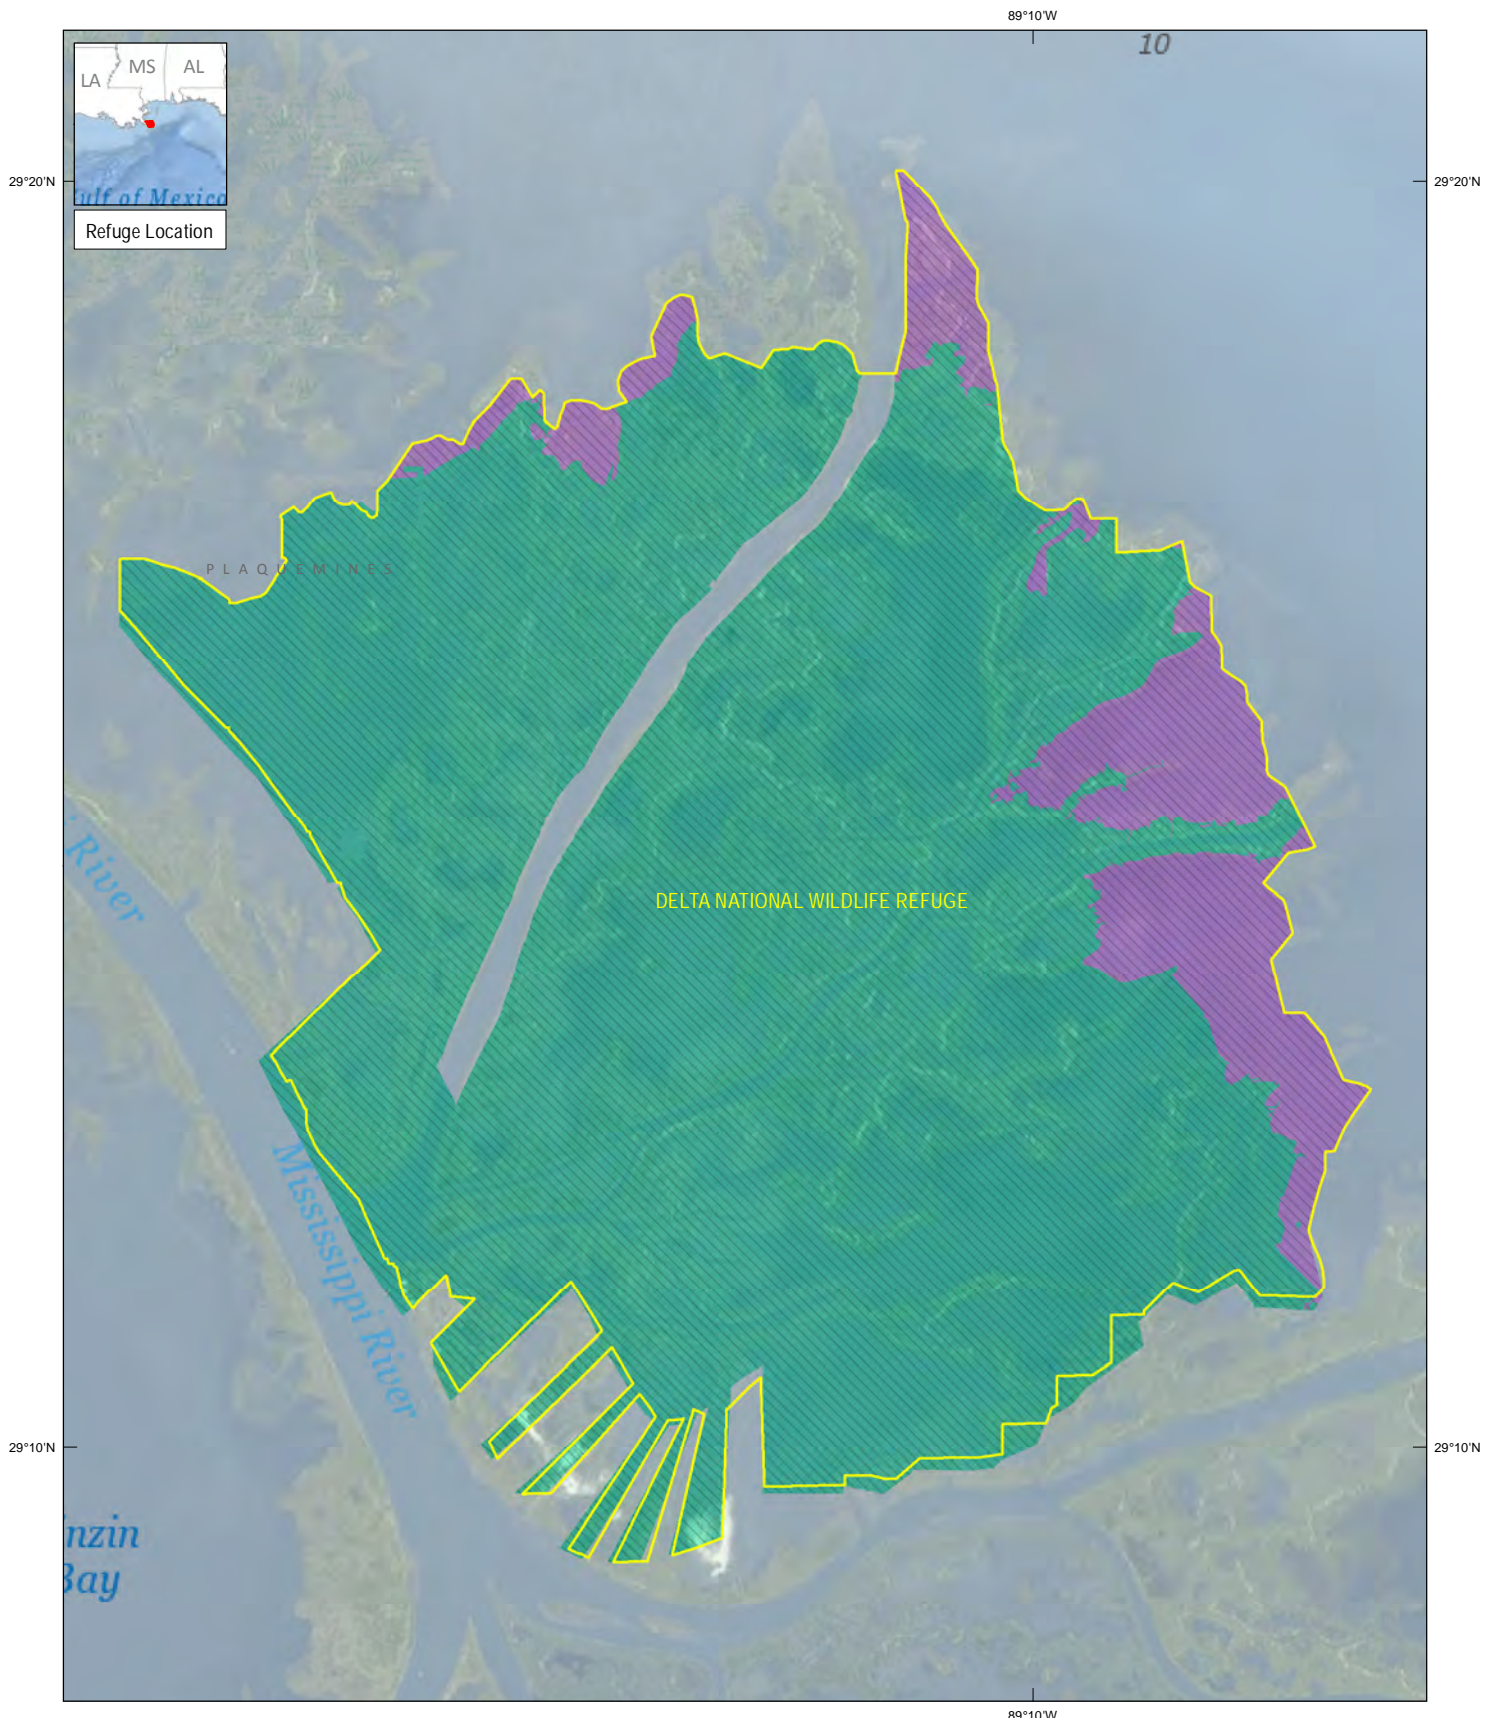 89°10'W
10
LA
MS
AL
ulf of Mexico
Refuge Location
29°20'N
29°20'N
PLAQUEMINES
River
DELTA NATIONAL WILDLIFE REFUGE
Mississippi River
29°10'N
29°10'N
nzin
Bay
89°10'W